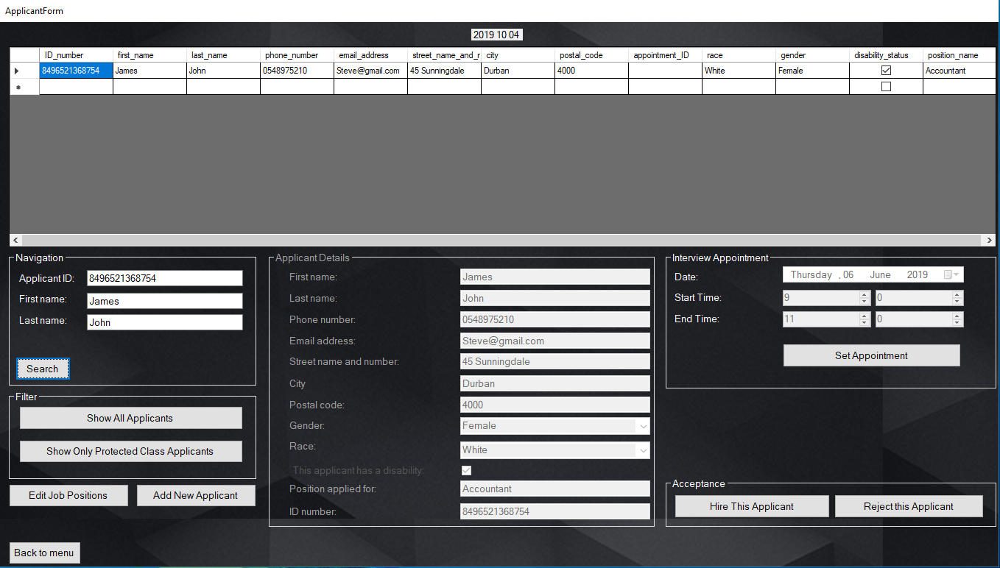 ApplicantForm
2019 10 04
ID_number first_name last_name phone_number email_address street_name_and_r city postal_code appointment_ID race gender disability_status position_name
8496521368754 James John 0548975210 Steve@gmail.com 45 Sunningdale Durban 4000 White Female Accountant
Navigation
Applicant ID: 8496521368754
First name: James
Last name: John
Search
Filter
Show All Applicants
Show Only Protected Class Applicants
Edit Job Positions Add New Applicant
Back to menu
Applicant Details
First name: James
Last name: John
Phone number: 0548975210
Email address: Steve@gmail.com
Street name and number: 45 Sunningdale
City Durban
Postal code: 4000
Gender: Female
Race: White
This applicant has a disability:
Position applied for: Accountant
ID number: 8496521368754
Interview Appointment
Date: Thursday , 06 June 2019
Start Time: 9 0
End Time: 11 0
Set Appointment
Acceptance
Hire This Applicant Reject this Applicant